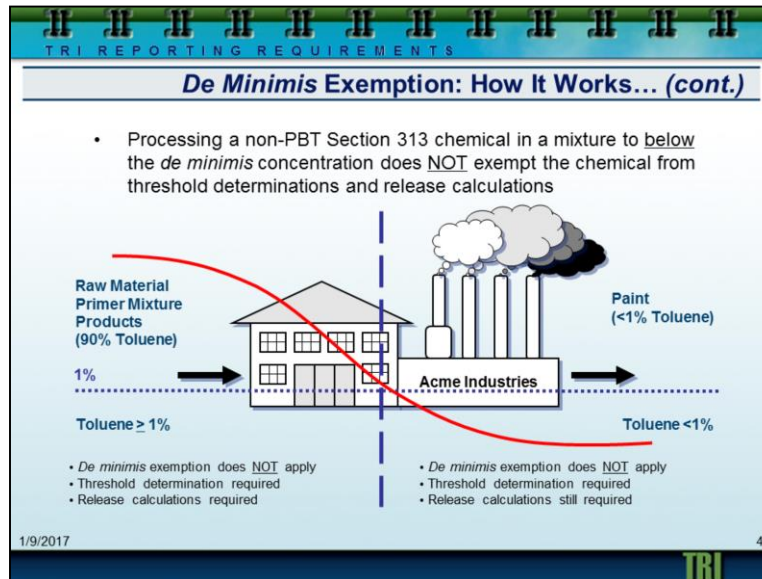 TRI REPORTING REQUIREMENTS
De Minimis Exemption: How It Works… (cont.)
• Processing a non-PBT Section 313 chemical in a mixture to below
the de minimis concentration does NOT exempt the chemical from
threshold determinations and release calculations
Raw Material
Primer Mixture
Products
(90% Toluene)
Paint
(<1% Toluene)
1%
Acme Industries
Toluene ≥ 1%
Toluene <1%
• De minimis exemption does NOT apply
• Threshold determination required
• Release calculations required
• De minimis exemption does NOT apply
• Threshold determination required
• Release calculations still required
1/9/2017
4
TRI